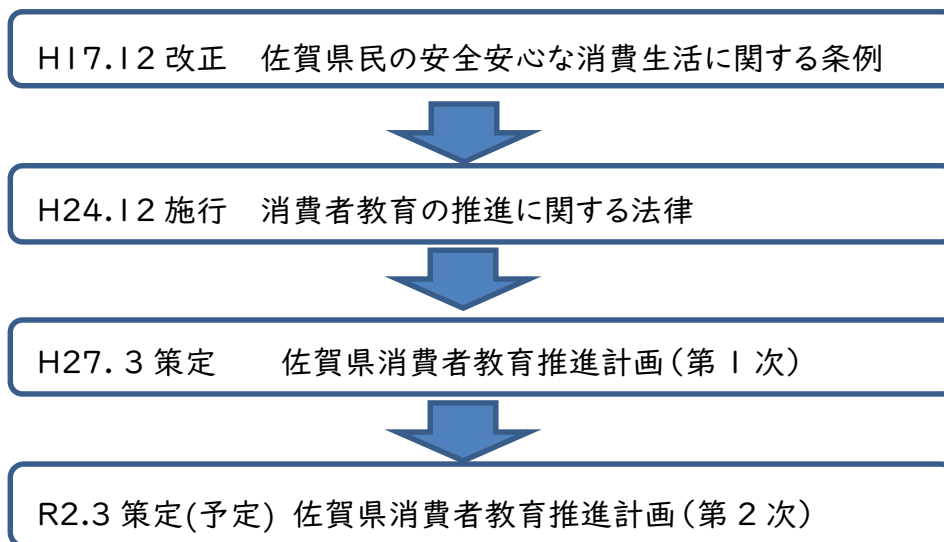 H17.12 改正　佐賀県民の安全安心な消費生活に関する条例
H24.12 施行　消費者教育の推進に関する法律
H27. 3 策定　　佐賀県消費者教育推進計画(第 1 次)
R2.3 策定(予定) 佐賀県消費者教育推進計画(第 2 次)